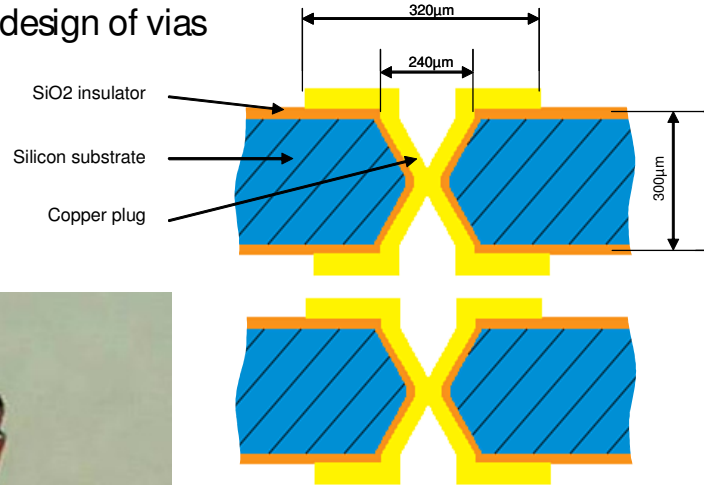 design of vias
320µm
240µm
SiO2 insulator
Silicon substrate
Copper plug
300µm